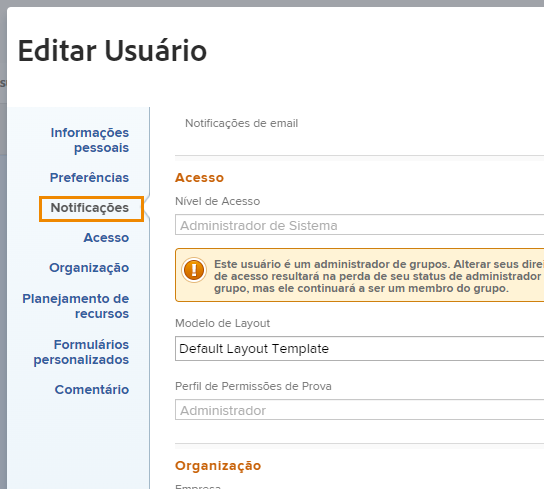 Editar Usuário
Informações
pessoais
Preferências
Notificações
Acesso
Organização
Planejamento de
recursos
Formulários
personalizados
Comentário
Notificações de email
Acesso
Nível de Acesso
Administrador de Sistema
Este usuário é um administrador de grupos. Alterar seus direi
de acesso resultará na perda de seu status de administrador
grupo, mas ele continuará a ser um membro do grupo.
Modelo de Layout
Default Layout Template
Perfil de Permissões de Prova
Administrador
Organização
Empresa